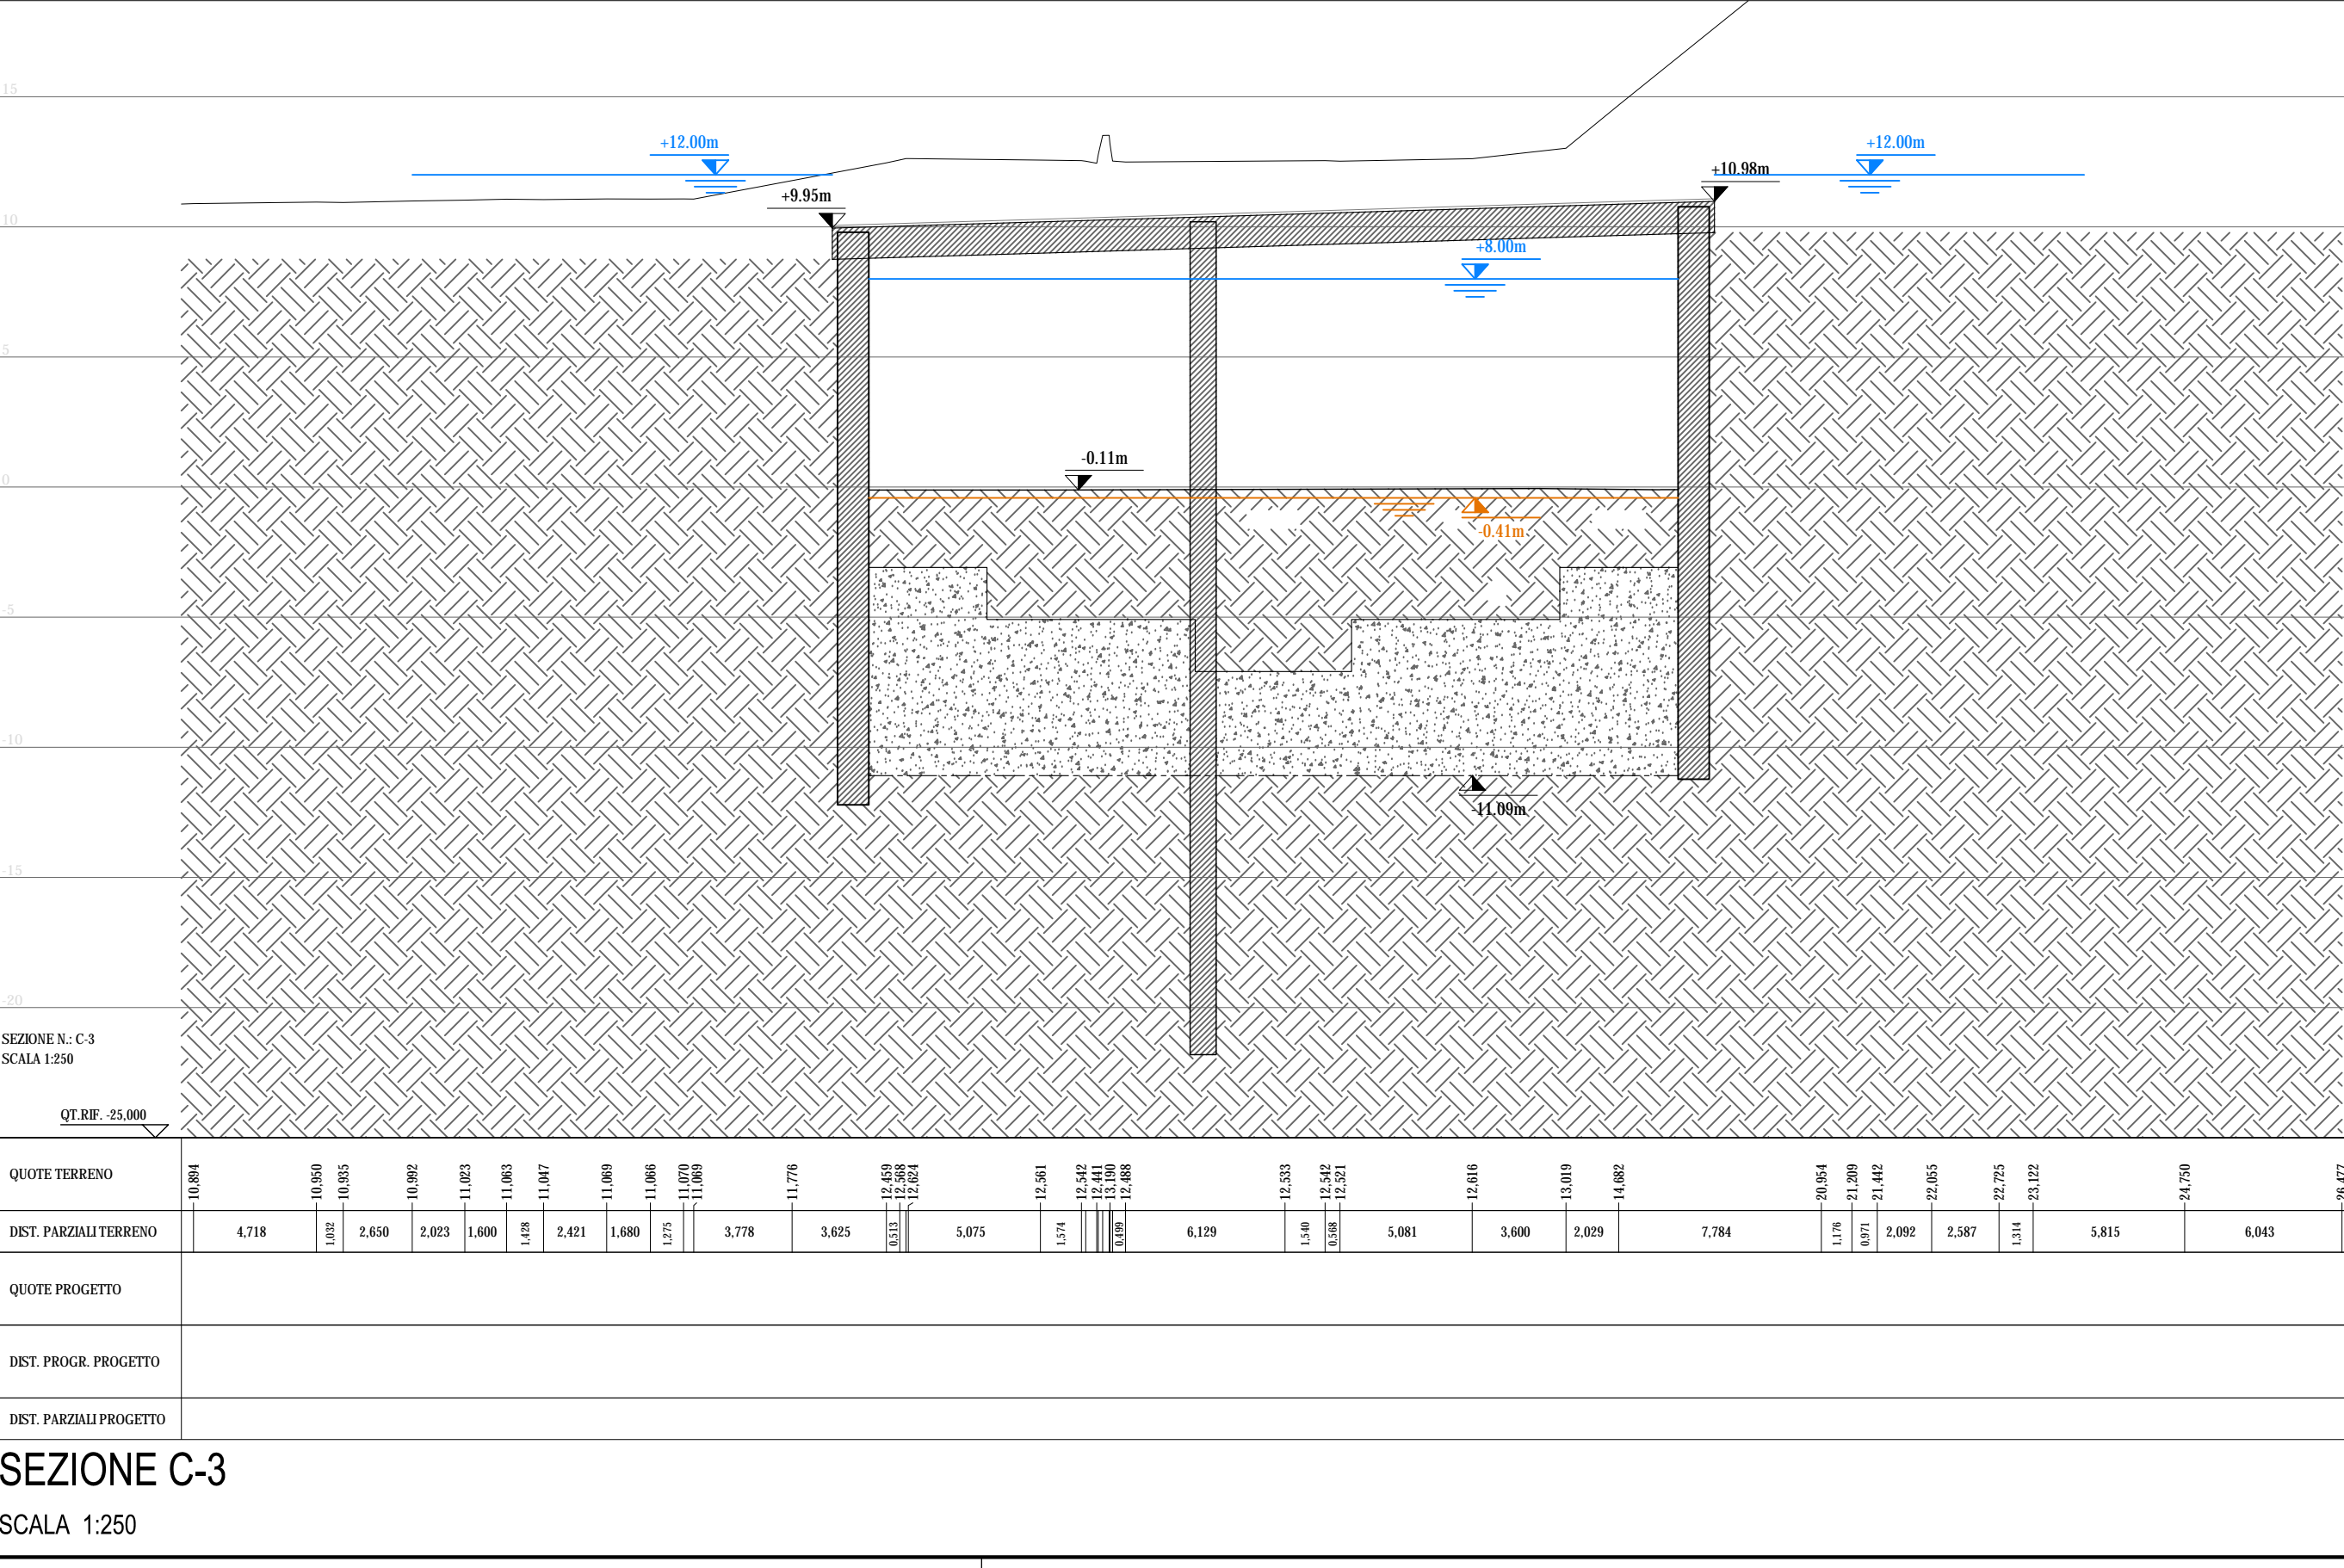 15
+12.00m
+12.00m
+10.98m
+9.95m
10
+8.00m
5
-0.11m
0
-0.41m
-5
-10
-11.09m
-15
-20
SEZIONE N.: C-3
SCALA 1:250
QT.RIF. -25,000
QUOTE TERRENO 10,894 10,950 10,935 10,992 11,023 11,063 11,047 11,069 11,066 11,070 11,069 11,776 12,459 12,568 12,624 12,561 12,542 12,441 13,190 12,488 12,533 12,542 12,521 12,616 13,019 14,682 20,954 21,209 21,442 22,055 22,725 23,122 24,750 26,477
DIST. PARZIALI TERRENO 4,718 1,032 2,650 2,023 1,600 1,428 2,421 1,680 1,275 3,778 3,625 0,513 5,075 1,574 0,499 6,129 1,540 0,568 5,081 3,600 2,029 7,784 1,176 0,971 2,092 2,587 1,314 5,815 6,043
QUOTE PROGETTO
DIST. PROGR. PROGETTO
DIST. PARZIALI PROGETTO
SEZIONE C-3
SCALA 1:250